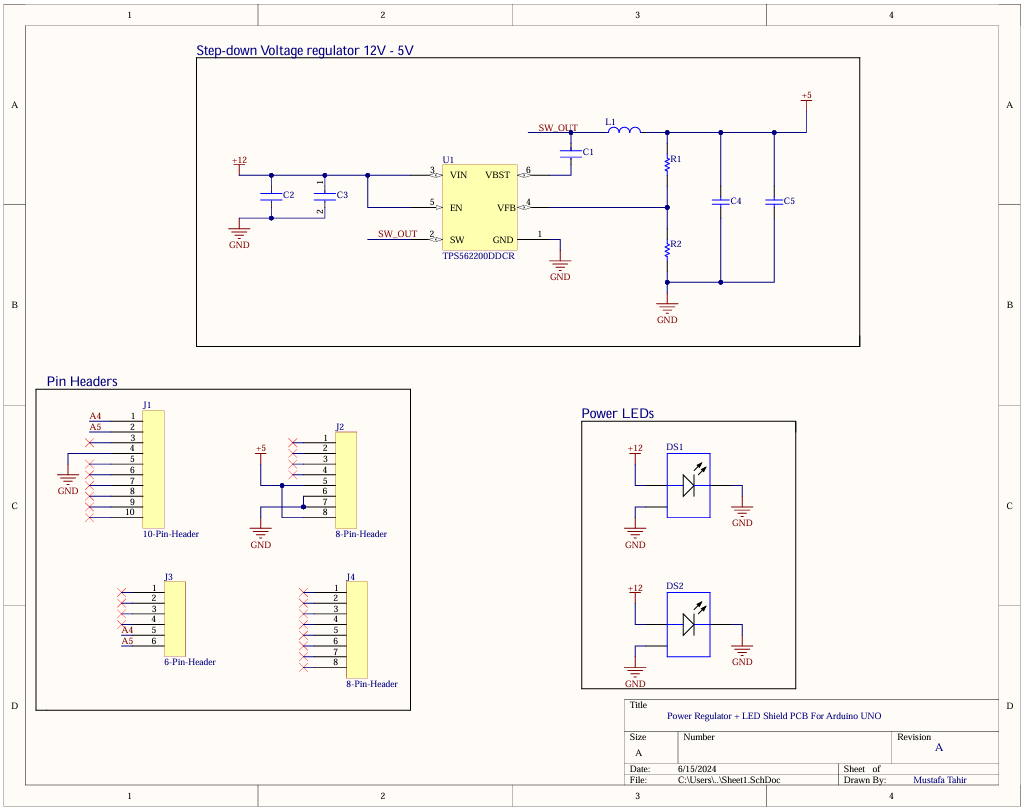 1 2 3 4
A A
Step-down Voltage regulator 12V - 5V
+5
SW_OUT L1
C1
R1
+12
U1
3 VIN VBST 6
C2 1 C3 2
5 EN VFB 4
C4 C5
SW_OUT 2 SW GND 1
GND
R2
TPS562200DDCR
GND
GND
B B
Pin Headers
J1
A4 1
A5 2
3
4
5
6
7
8
9
10
GND
10-Pin-Header
J2
+5
1
2
3
4
5
6
7
8
GND
8-Pin-Header
J3
1
2
3
4
A4 5
A5 6
6-Pin-Header
J4
1
2
3
4
5
6
7
8
8-Pin-Header
Power LEDs
+12 DS1
GND
GND
+12 DS2
GND
GND
C C
D D
Title
Power Regulator + LED Shield PCB For Arduino UNO
Size Number Revision
A A
Date: 6/15/2024 Sheet of
File: C:\Users\..\Sheet1.SchDoc Drawn By: Mustafa Tahir
1 2 3 4